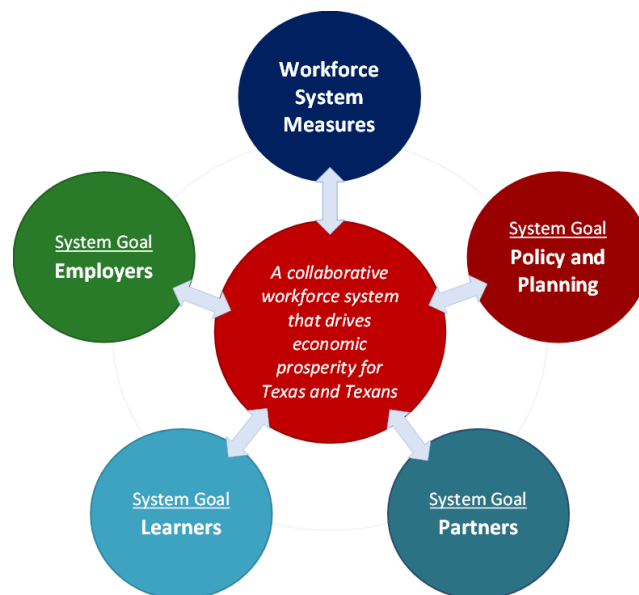 Workforce
System
Measures
System Goal
Employers
System Goal
Policy and
Planning
A collaborative
workforce system
that drives
economic
prosperity for
Texas and Texans
System Goal
Learners
System Goal
Partners